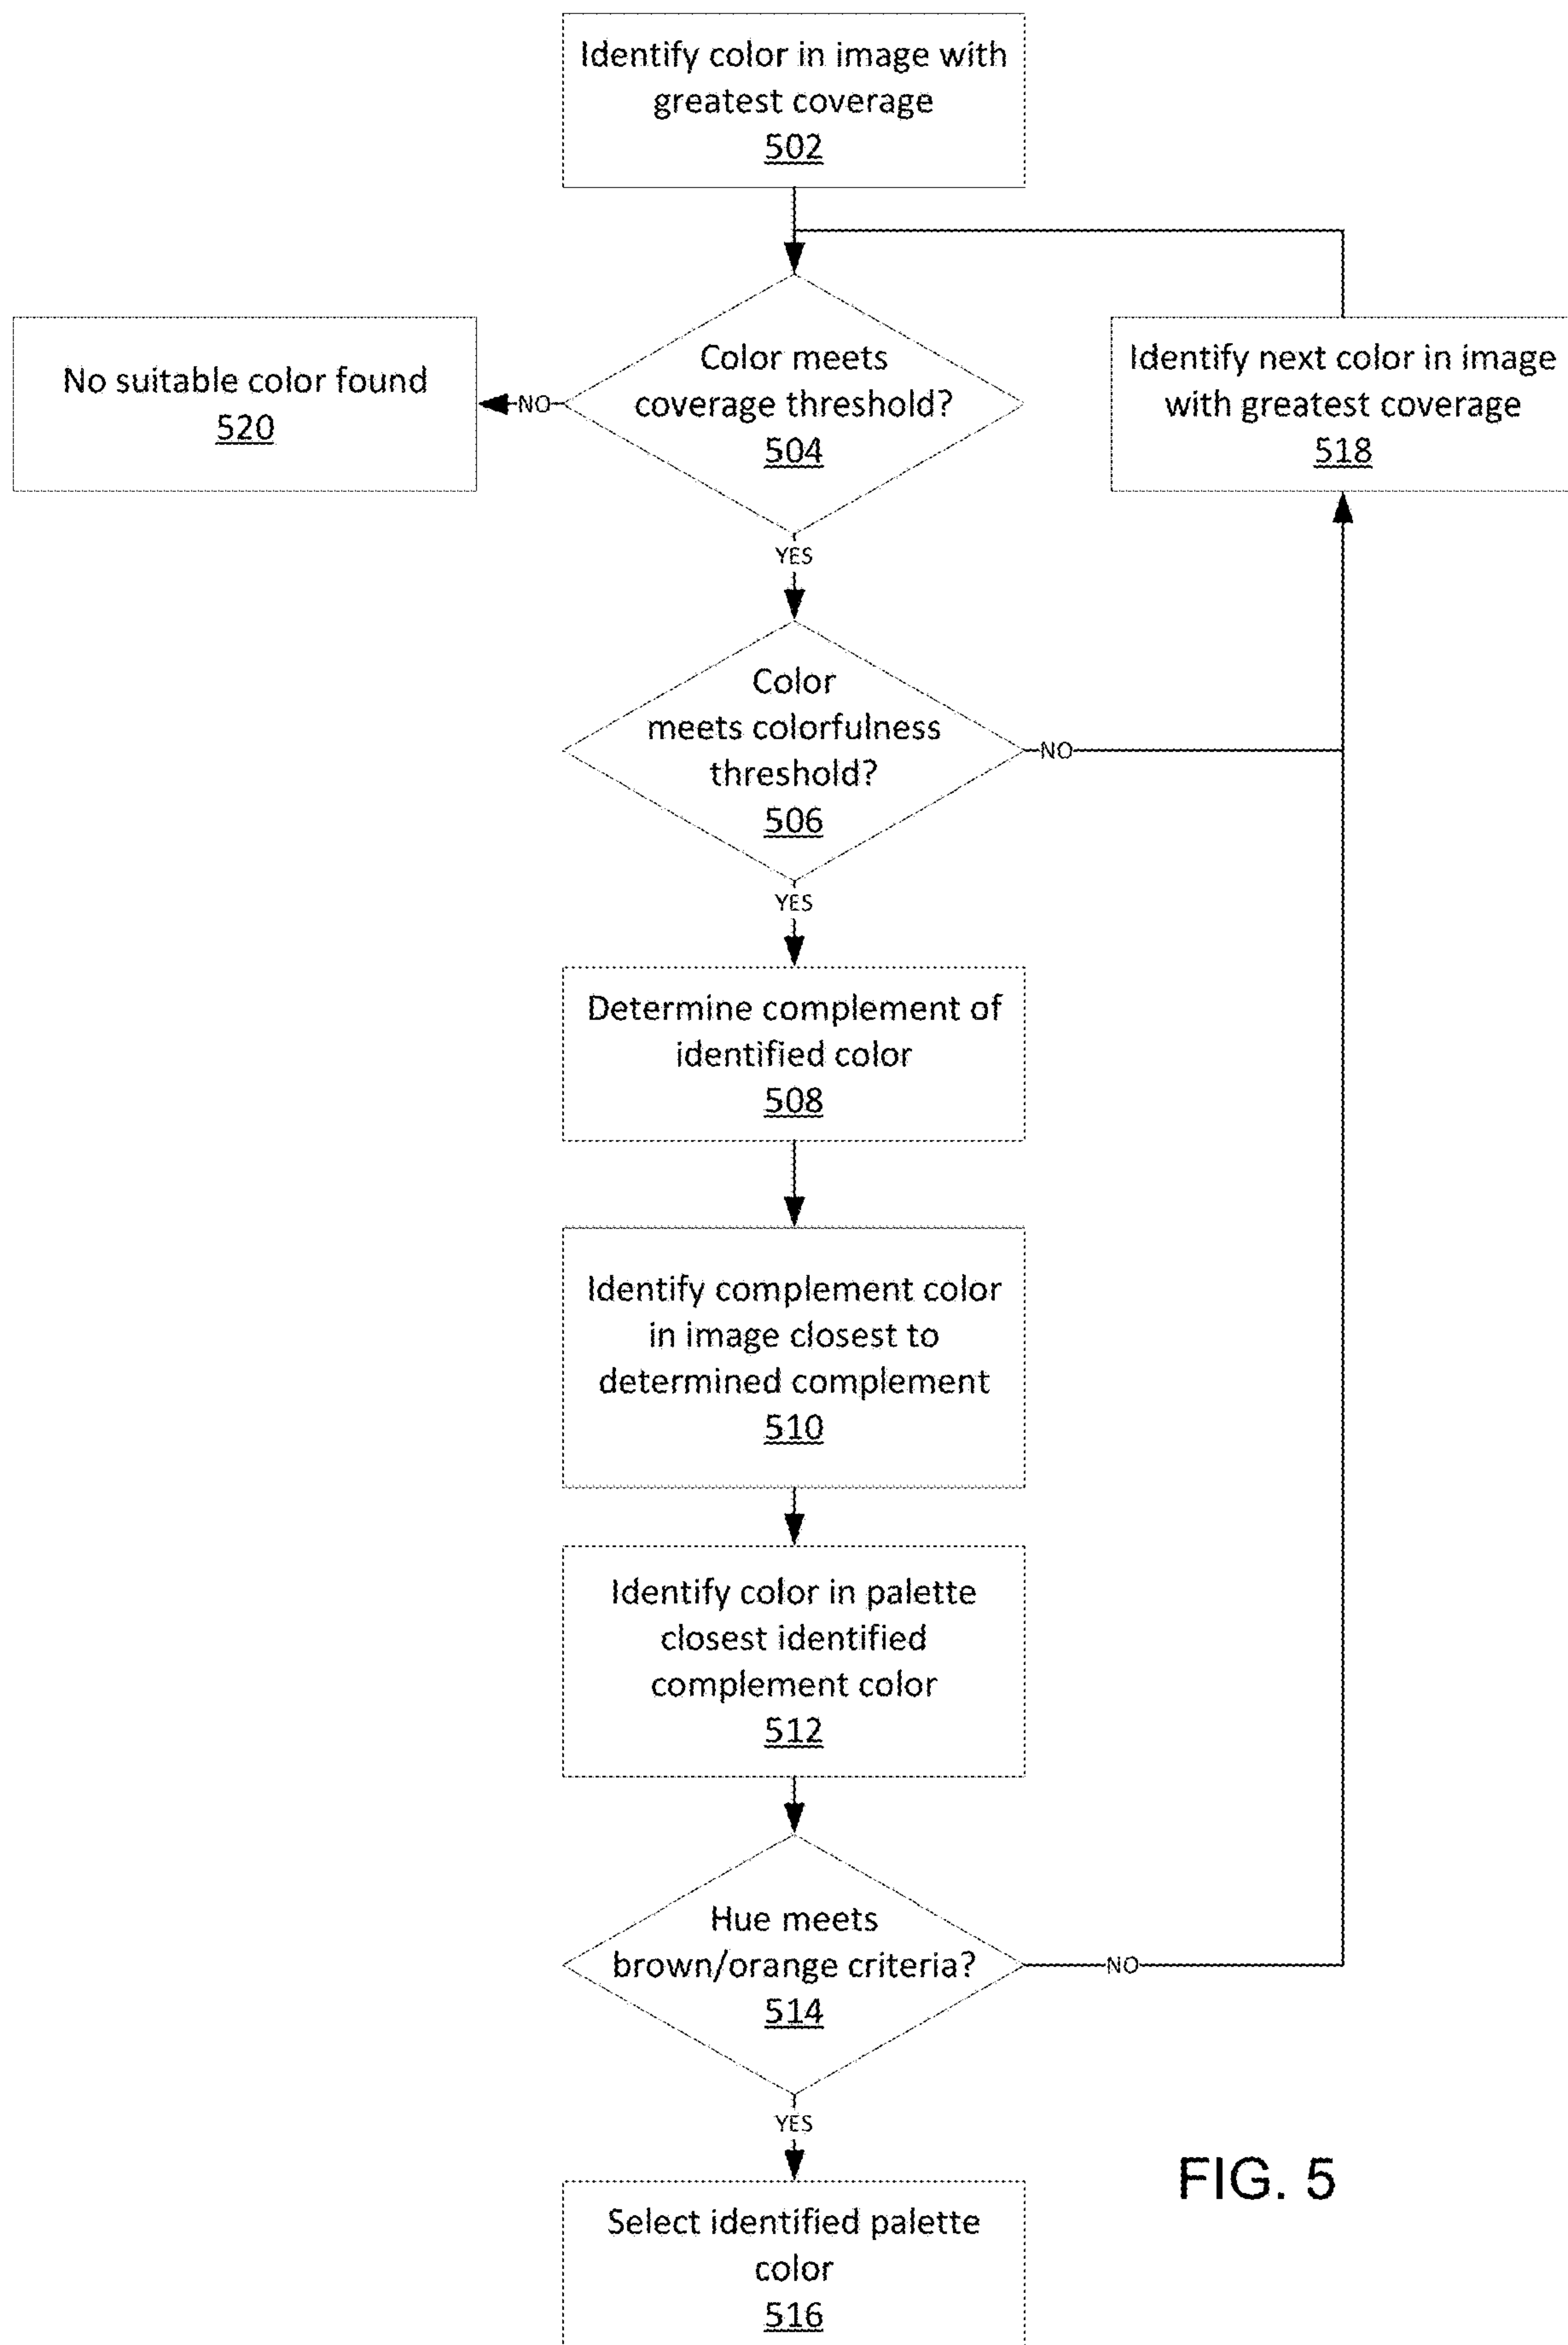 Identify color in image with
greatest coverage
502
No suitable color found
520
NO
Color meets
coverage threshold?
504
Identify next color in image
with greatest coverage
518
YES
Color
meets colorfulness
threshold?
506
NO
YES
Determine complement of
identified color
508
Identify complement color
in image closest to
determined complement
510
Identify color in palette
closest identified
complement color
512
Hue meets
brown/orange criteria?
514
NO
YES
Select identified palette
color
516
FIG. 5